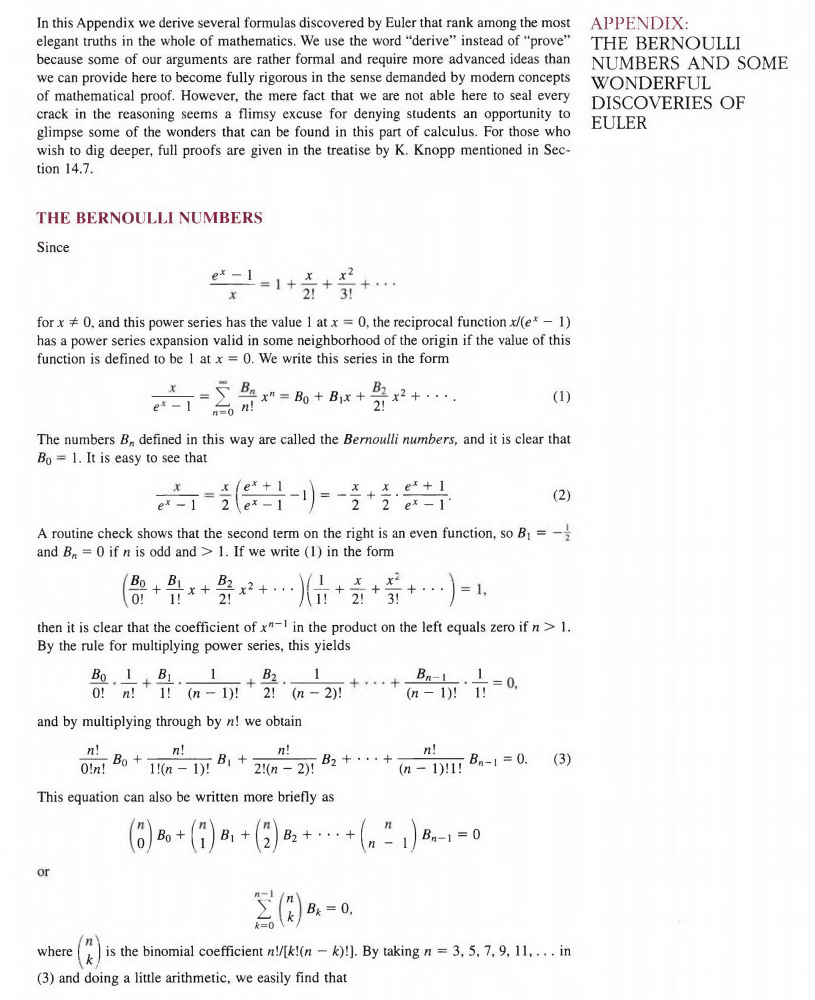 In this Appendix we derive several formulas discovered by Euler that rank among the most
elegant truths in the whole of mathematics. We use the word “derive” instead of “prove”
because some of our arguments are rather formal and require more advanced ideas than
we can provide here to become fully rigorous in the sense demanded by modern concepts
of mathematical proof. However, the mere fact that we are not able here to seal every
crack in the reasoning seems a flimsy excuse for denying students an opportunity to
glimpse some of the wonders that can be found in this part of calculus. For those who
wish to dig deeper, full proofs are given in the treatise by K. Knopp mentioned in Sec-
tion 14.7.
APPENDIX:
THE BERNOULLI
NUMBERS AND SOME
WONDERFUL
DISCOVERIES OF
EULER
THE BERNOULLI NUMBERS
Since
(e^x − 1)/x = 1 + x/2! + x²/3! + · · ·
for x ≠ 0, and this power series has the value 1 at x = 0, the reciprocal function x/(e^x − 1)
has a power series expansion valid in some neighborhood of the origin if the value of this
function is defined to be 1 at x = 0. We write this series in the form
x/(e^x − 1) = ∑_{n=0}^{∞} B_n/n! x^n = B_0 + B_1x + B_2/2! x² + · · · . (1)
The numbers B_n defined in this way are called the Bernoulli numbers, and it is clear that
B_0 = 1. It is easy to see that
x/(e^x − 1) = x/2 ((e^x + 1)/(e^x − 1) −1) = −x/2 + x/2 · (e^x + 1)/(e^x − 1). (2)
A routine check shows that the second term on the right is an even function, so B_1 = −1/2
and B_n = 0 if n is odd and > 1. If we write (1) in the form
(B_0/0! + B_1/1! x + B_2/2! x² + · · ·)(1/1! + x/2! + x²/3! + · · ·) = 1,
then it is clear that the coefficient of x^{n−1} in the product on the left equals zero if n > 1.
By the rule for multiplying power series, this yields
B_0/0! · 1/n! + B_1/1! · 1/(n − 1)! + B_2/2! · 1/(n − 2)! + · · · + B_{n−1}/(n − 1)! · 1/1! = 0,
and by multiplying through by n! we obtain
n!/0!n! B_0 + n!/1!(n − 1)! B_1 + n!/2!(n − 2)! B_2 + · · · + n!/(n − 1)!1! B_{n−1} = 0. (3)
This equation can also be written more briefly as
(n 0) B_0 + (n 1) B_1 + (n 2) B_2 + · · · + (n n − 1) B_{n−1} = 0
or
∑_{k=0}^{n−1} (n k) B_k = 0,
where (n k) is the binomial coefficient n!/[k!(n − k)!]. By taking n = 3, 5, 7, 9, 11, . . . in
(3) and doing a little arithmetic, we easily find that